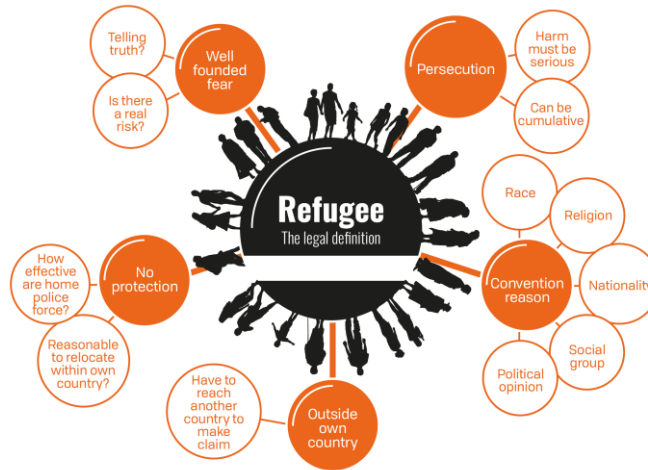 Refugee
The legal definition
Well
founded
fear
Telling
truth?
Is there
a real
risk?
Persecution
Harm
must be
serious
Can be
cumulative
Convention
reason
Race
Religion
Nationality
Social
group
Political
opinion
Outside
own
country
Have to
reach
another
country to
make
claim
No
protection
How
effective
are home
police
force?
Reasonable
to relocate
within own
country?